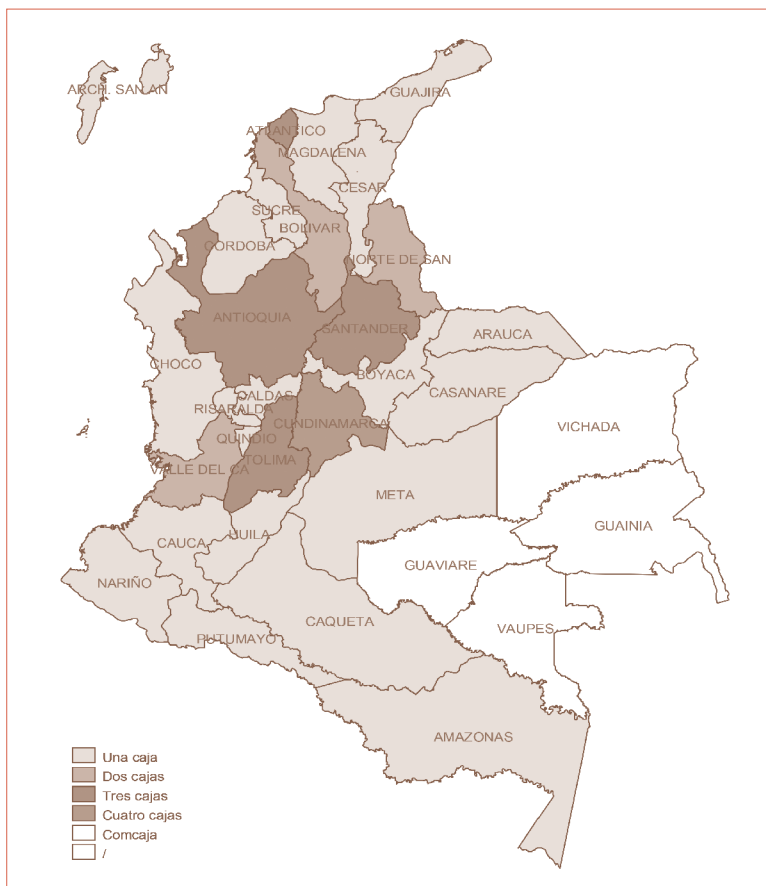 ARCH. SAN AN
GUAJIRA
ATLANTICO
MAGDALENA
CESAR
SUCRE
BOLIVAR
CORDOBA
NORTE DE SAN
ANTIOQUIA
SANTANDER
ARAUCA
CHOCO
BOYACA
CASANARE
CALDAS
RISARALDA
CUNDINAMARCA
VICHADA
QUINDIO
TOLIMA
VALLE DEL CA
META
GUAINIA
CAUCA
HUILA
GUAVIARE
NARIÑO
CAQUETA
VAUPES
PUTUMAYO
AMAZONAS
Una caja
Dos cajas
Tres cajas
Cuatro cajas
Comcaja
/